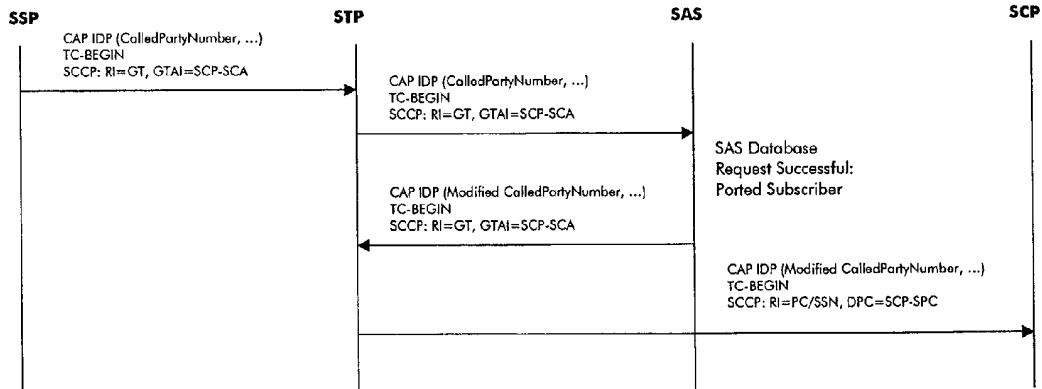 SSP
STP
SAS
SCP
CAP IDP (CalledPartyNumber, ...)
TC-BEGIN
SCCP: RI=GT, GTAI=SCP-SCA
CAP IDP (CalledPartyNumber, ...)
TC-BEGIN
SCCP: RI=GT, GTAI=SCP-SCA
SAS Database
Request Successful:
Ported Subscriber
CAP IDP (Modified CalledPartyNumber, ...)
TC-BEGIN
SCCP: RI=GT, GTAI=SCP-SCA
CAP IDP (Modified CalledPartyNumber, ...)
TC-BEGIN
SCCP: RI=PC/SSN, DPC=SCP-SPC